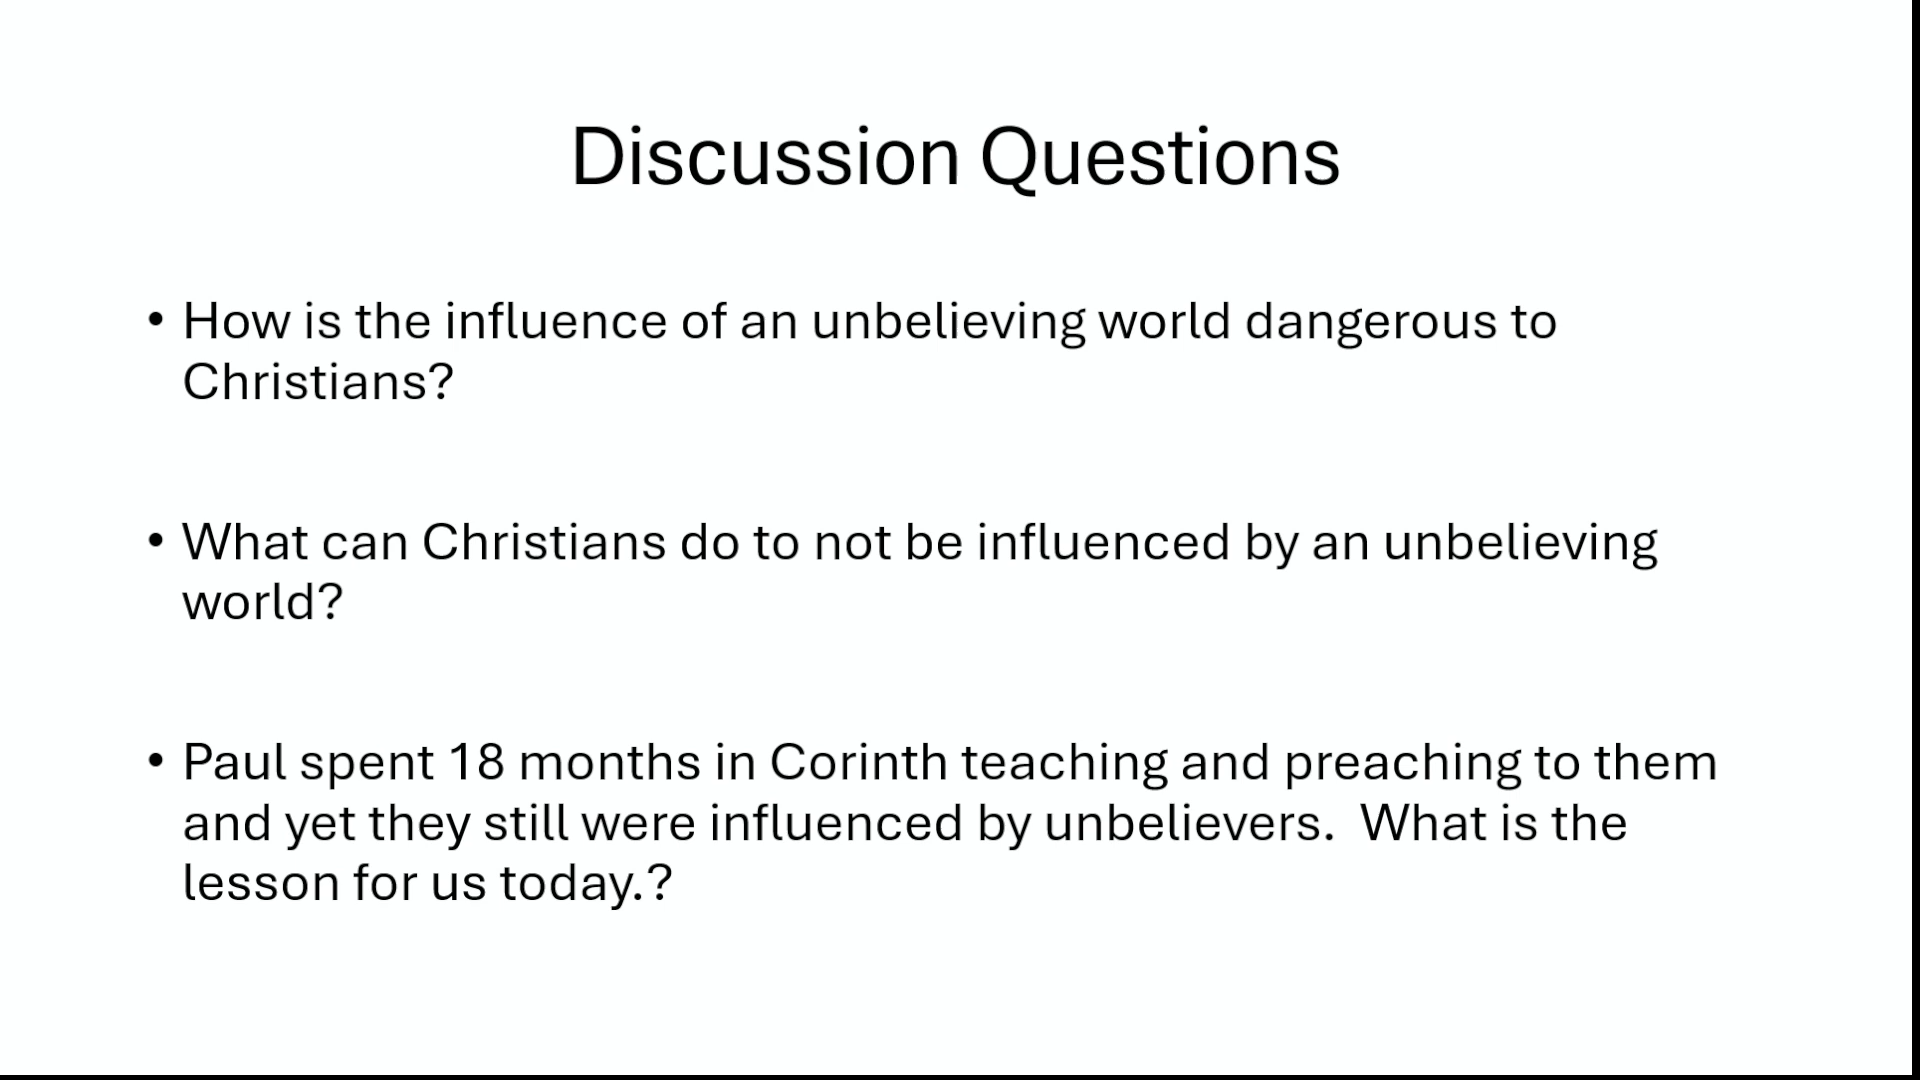 Discussion Questions
• How is the influence of an unbelieving world dangerous to
Christians?
• What can Christians do to not be influenced by an unbelieving
world?
• Paul spent 18 months in Corinth teaching and preaching to them
and yet they still were influenced by unbelievers.  What is the
lesson for us today.?